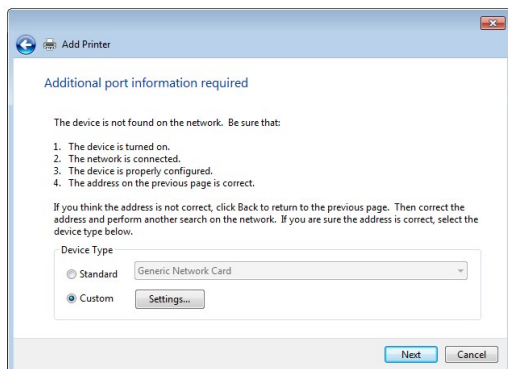 Add Printer
Additional port information required
The device is not found on the network. Be sure that:
1. The device is turned on.
2. The network is connected.
3. The device is properly configured.
4. The address on the previous page is correct.
If you think the address is not correct, click Back to return to the previous page. Then correct the
address and perform another search on the network. If you are sure the address is correct, select the
device type below.
Device Type
Standard
Generic Network Card
Custom
Settings...
Next
Cancel